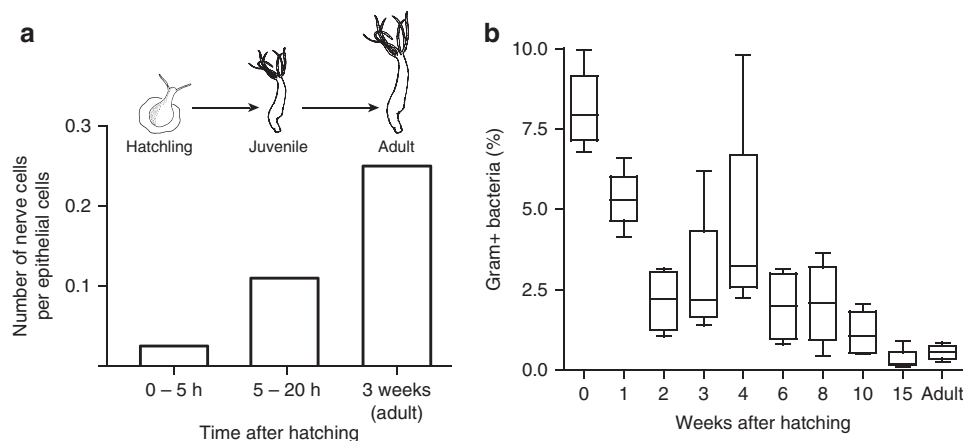 a
Hatchling
Juvenile
Adult
0.3
0.2
0.1
Number of nerve cells
per epithelial cells
0 – 5 h
5 – 20 h
3 weeks
(adult)
Time after hatching
b
10.0
7.5
5.0
2.5
0.0
Gram+ bacteria (%)
0 1 2 3 4 6 8 10 15 Adult
Weeks after hatching